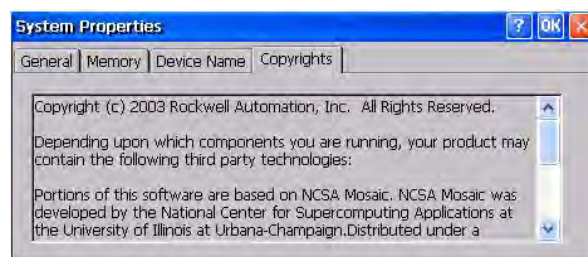 System Properties ? OK X
General Memory Device Name Copyrights
Copyright (c) 2003 Rockwell Automation, Inc. All Rights Reserved.
Depending upon which components you are running, your product may
contain the following third party technologies:
Portions of this software are based on NCSA Mosaic. NCSA Mosaic was
developed by the National Center for Supercomputing Applications at
the University of Illinois at Urbana-Champaign.Distributed under a